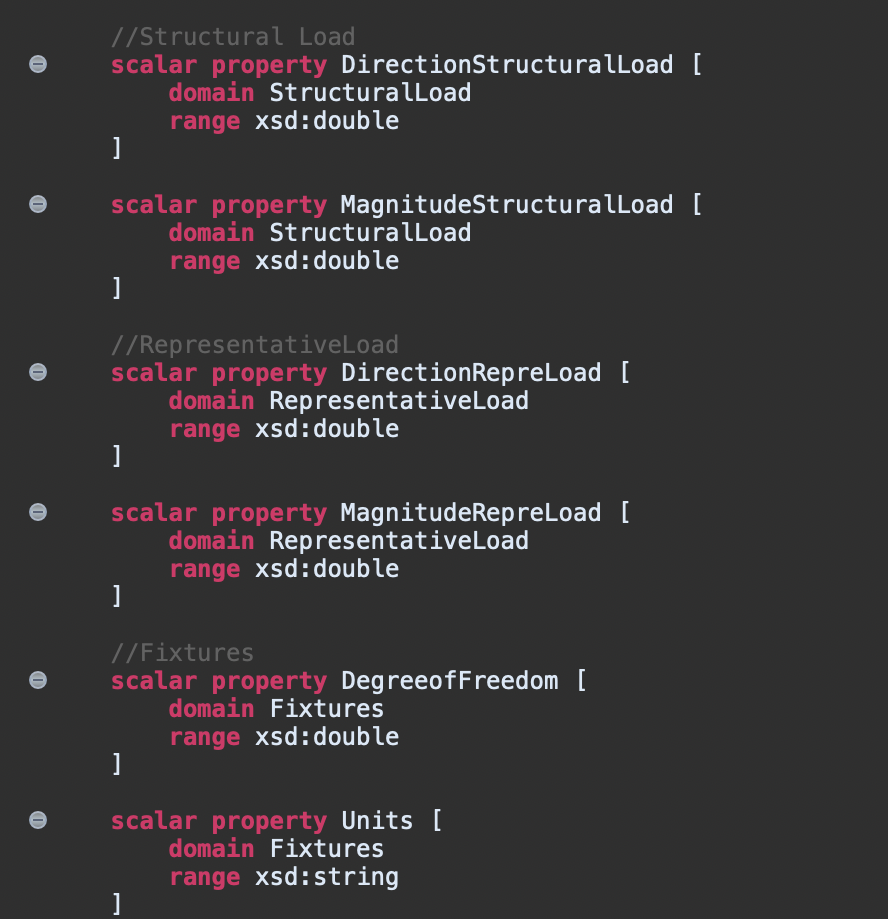 //Structural Load
scalar property DirectionStructuralLoad [
    domain StructuralLoad
    range xsd:double
]
scalar property MagnitudeStructuralLoad [
    domain StructuralLoad
    range xsd:double
]
//RepresentativeLoad
scalar property DirectionRepreLoad [
    domain RepresentativeLoad
    range xsd:double
]
scalar property MagnitudeRepreLoad [
    domain RepresentativeLoad
    range xsd:double
]
//Fixtures
scalar property DegreeofFreedom [
    domain Fixtures
    range xsd:double
]
scalar property Units [
    domain Fixtures
    range xsd:string
]